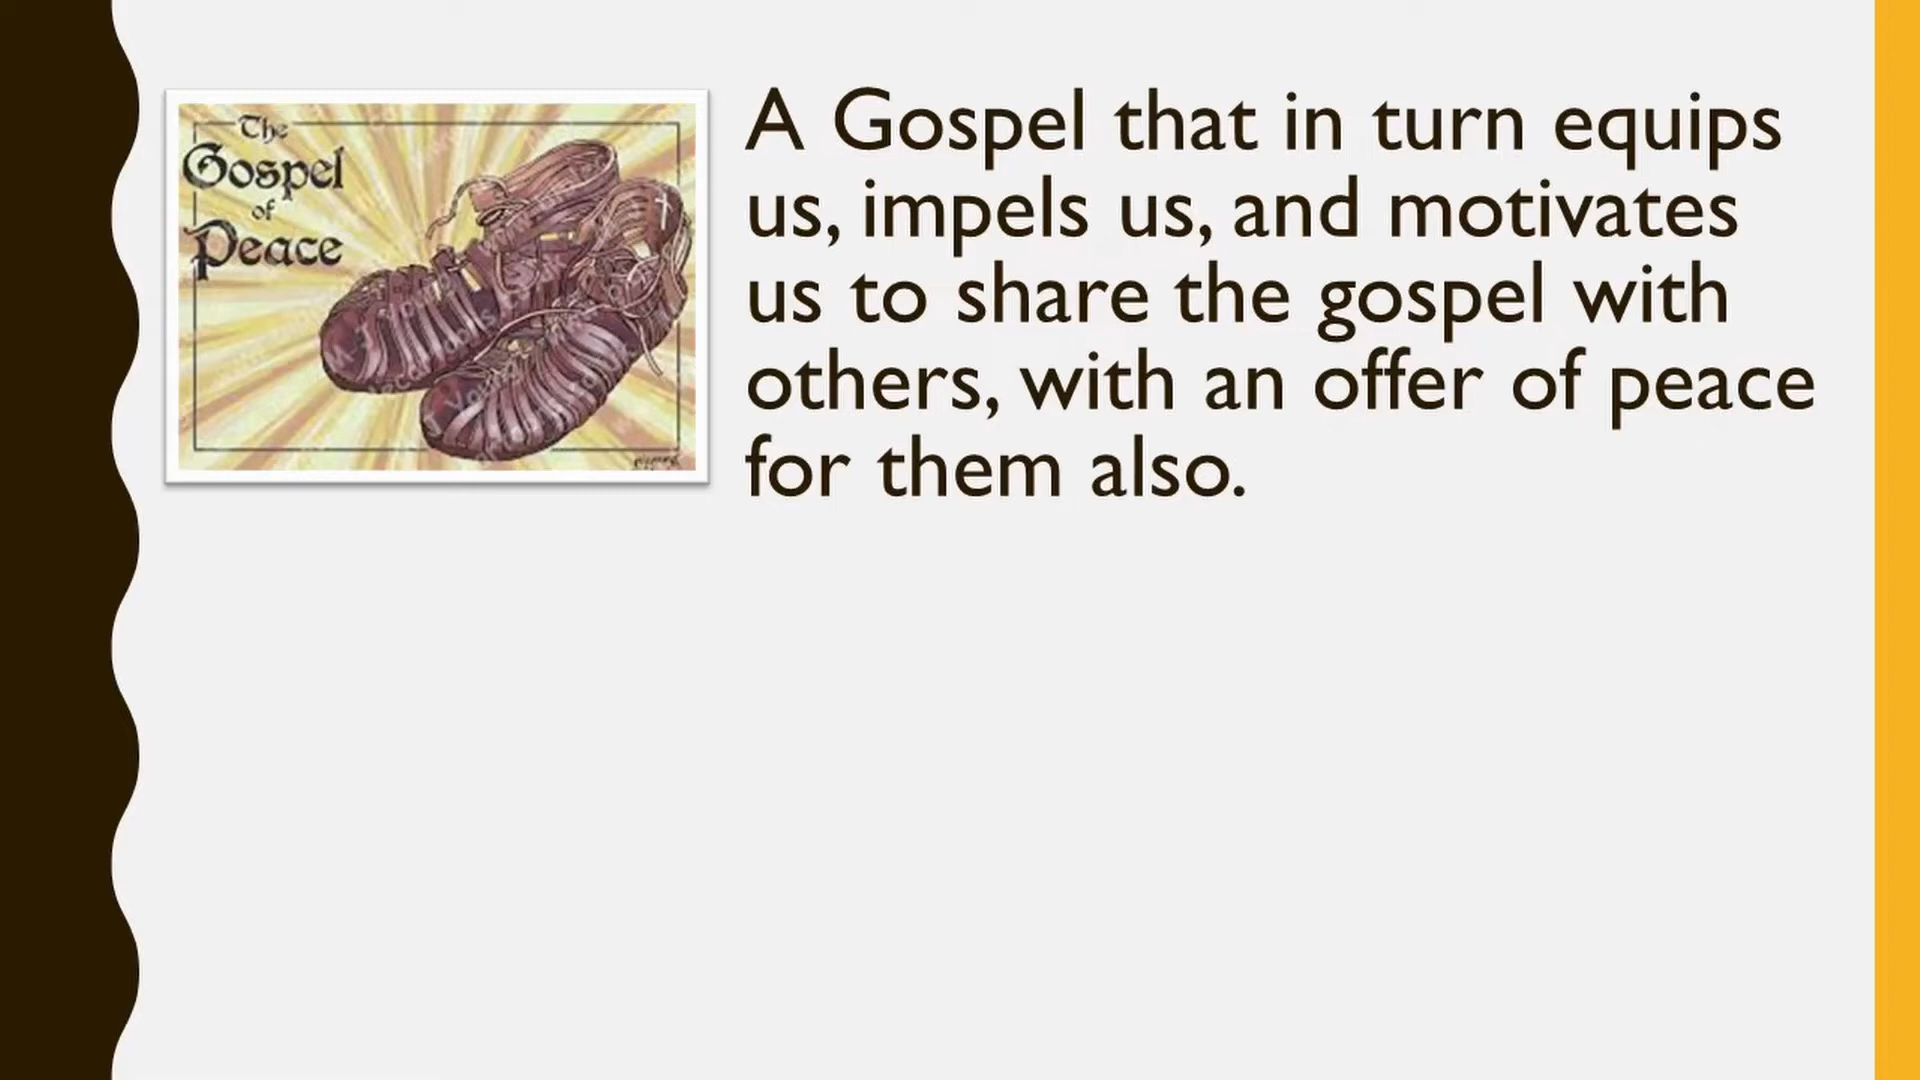 The
Gospel
of
Peace
A Gospel that in turn equips
us, impels us, and motivates
us to share the gospel with
others, with an offer of peace
for them also.